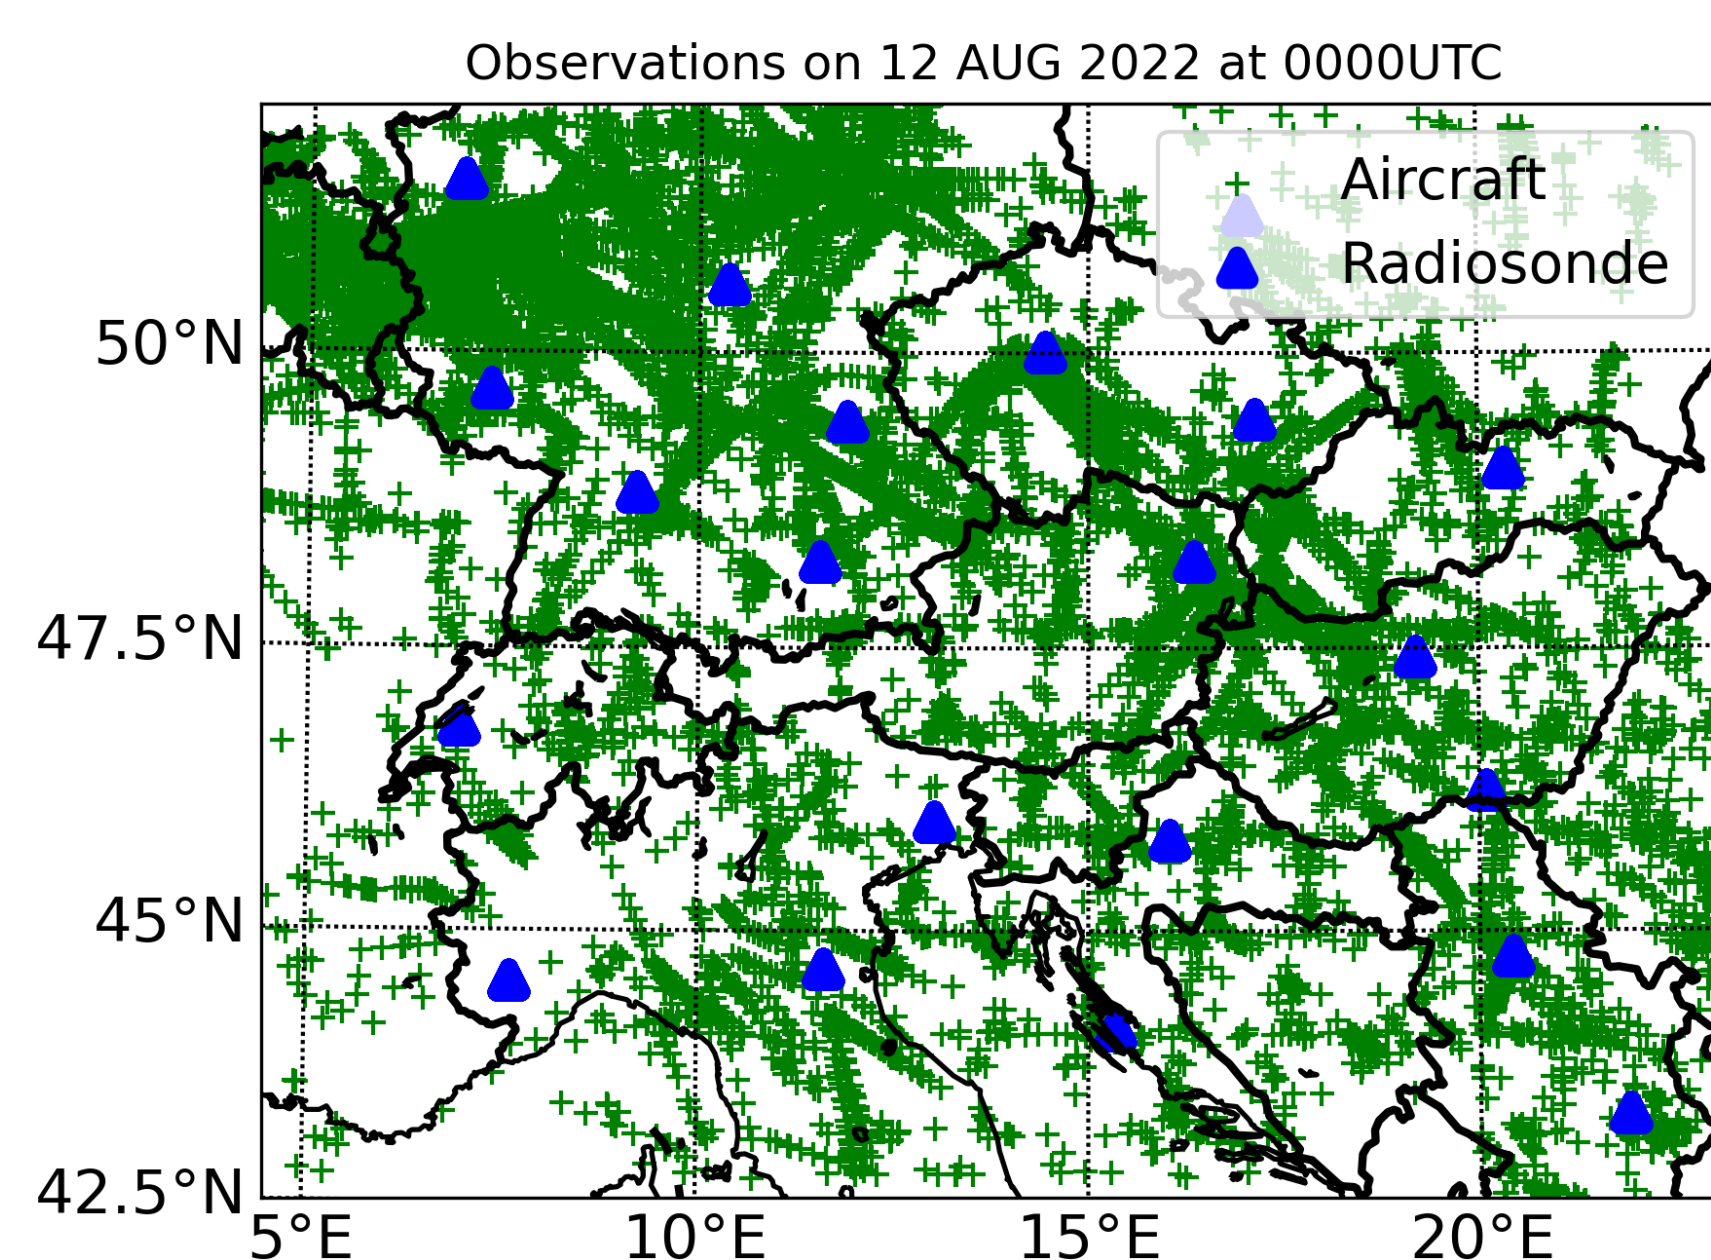 Observations on 12 AUG 2022 at 0000UTC
Aircraft
Radiosonde
50°N
47.5°N
45°N
42.5°N
5°E 10°E 15°E 20°E